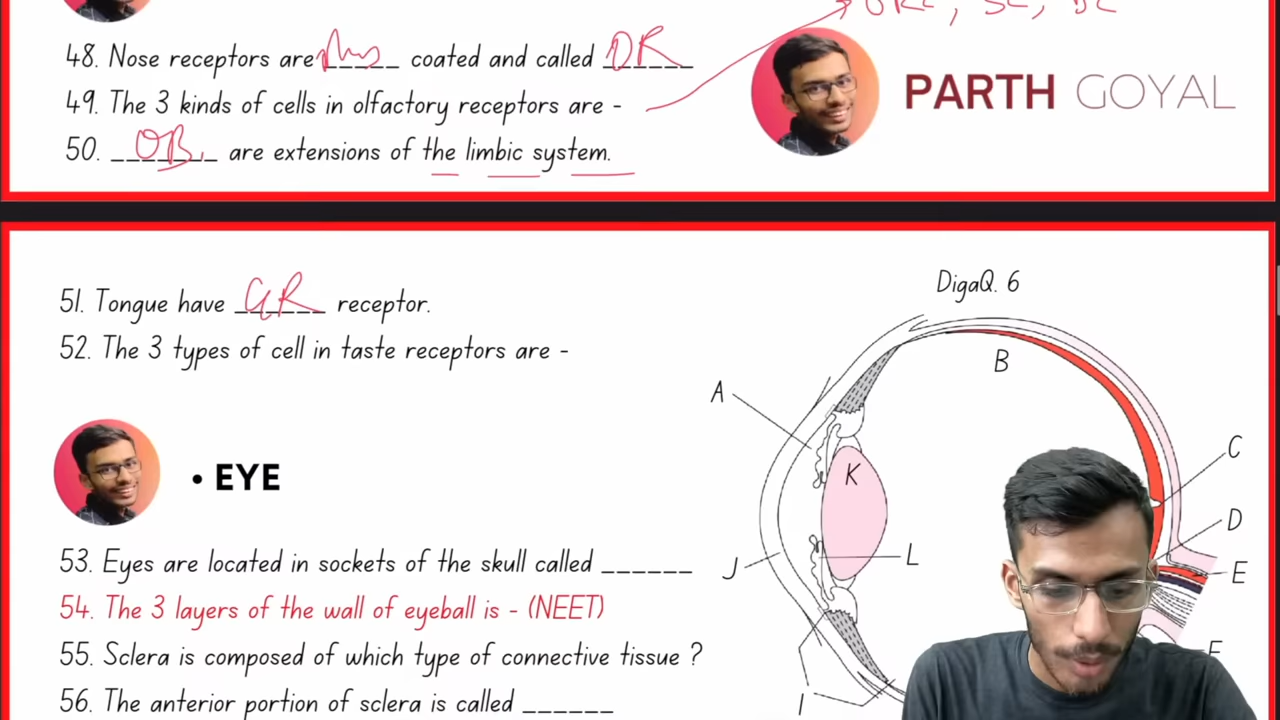 48. Nose receptors are ______ coated and called OR
PARTH GOYAL
49. The 3 kinds of cells in olfactory receptors are -
50. OB are extensions of the limbic system.
51. Tongue have GR receptor.
DigaQ. 6
52. The 3 types of cell in taste receptors are -
B
A
C
K
• EYE
D
53. Eyes are located in sockets of the skull called ______
J
L
E
54. The 3 layers of the wall of eyeball is - (NEET)
55. Sclera is composed of which type of connective tissue ?
56. The anterior portion of sclera is called ______
I